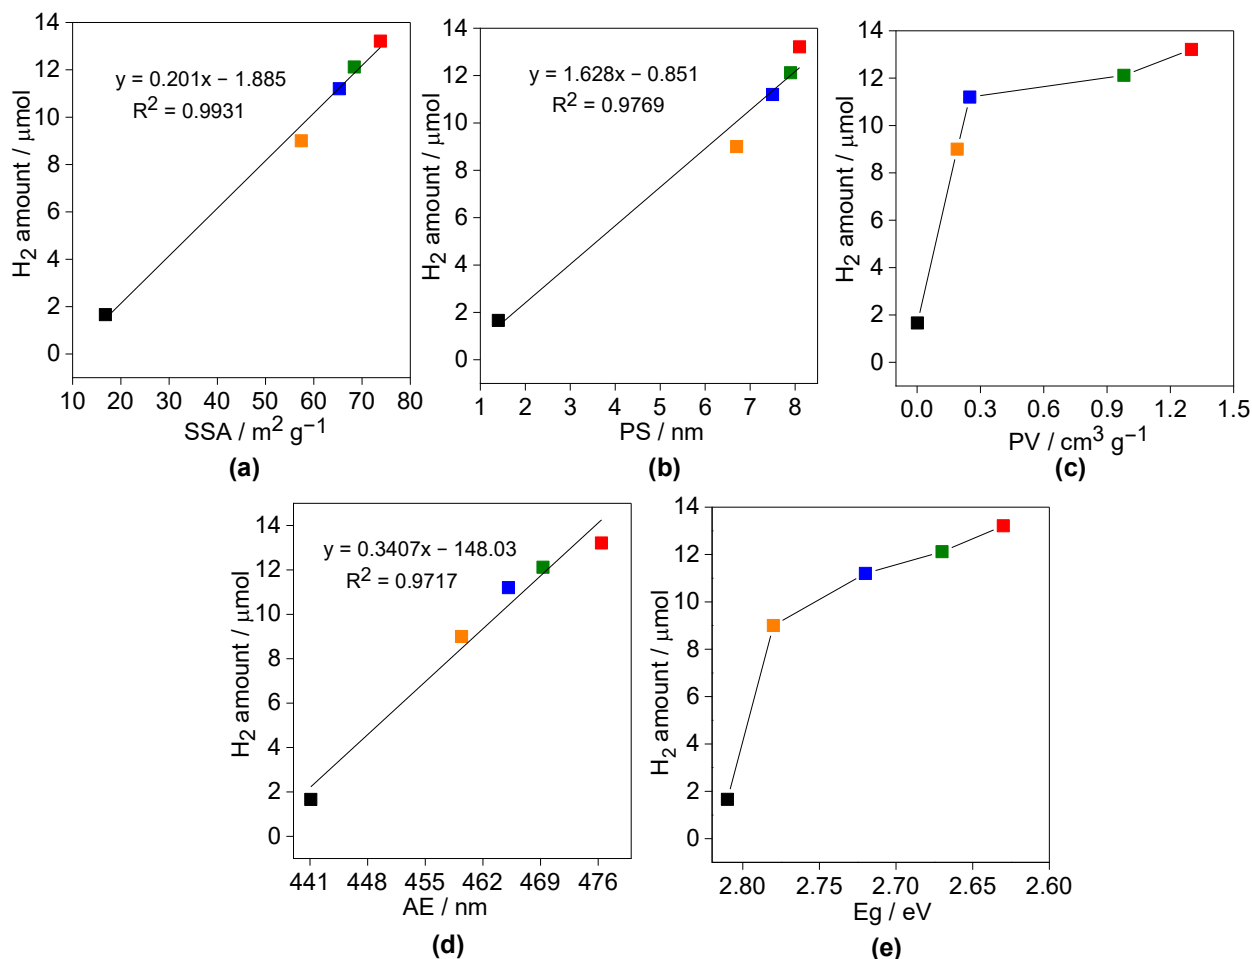 14
12
10
8
6
4
2
0
H2 amount / μmol
y = 0.201x − 1.885
R2 = 0.9931
10 20 30 40 50 60 70 80
SSA / m2 g−1
(a)
14
12
10
8
6
4
2
0
H2 amount / μmol
y = 1.628x − 0.851
R2 = 0.9769
1 2 3 4 5 6 7 8
PS / nm
(b)
14
12
10
8
6
4
2
0
H2 amount / μmol
0.0 0.3 0.6 0.9 1.2 1.5
PV / cm3 g−1
(c)
14
12
10
8
6
4
2
0
H2 amount / μmol
y = 0.3407x − 148.03
R2 = 0.9717
441 448 455 462 469 476
AE / nm
(d)
14
12
10
8
6
4
2
0
H2 amount / μmol
2.80 2.75 2.70 2.65 2.60
Eg / eV
(e)